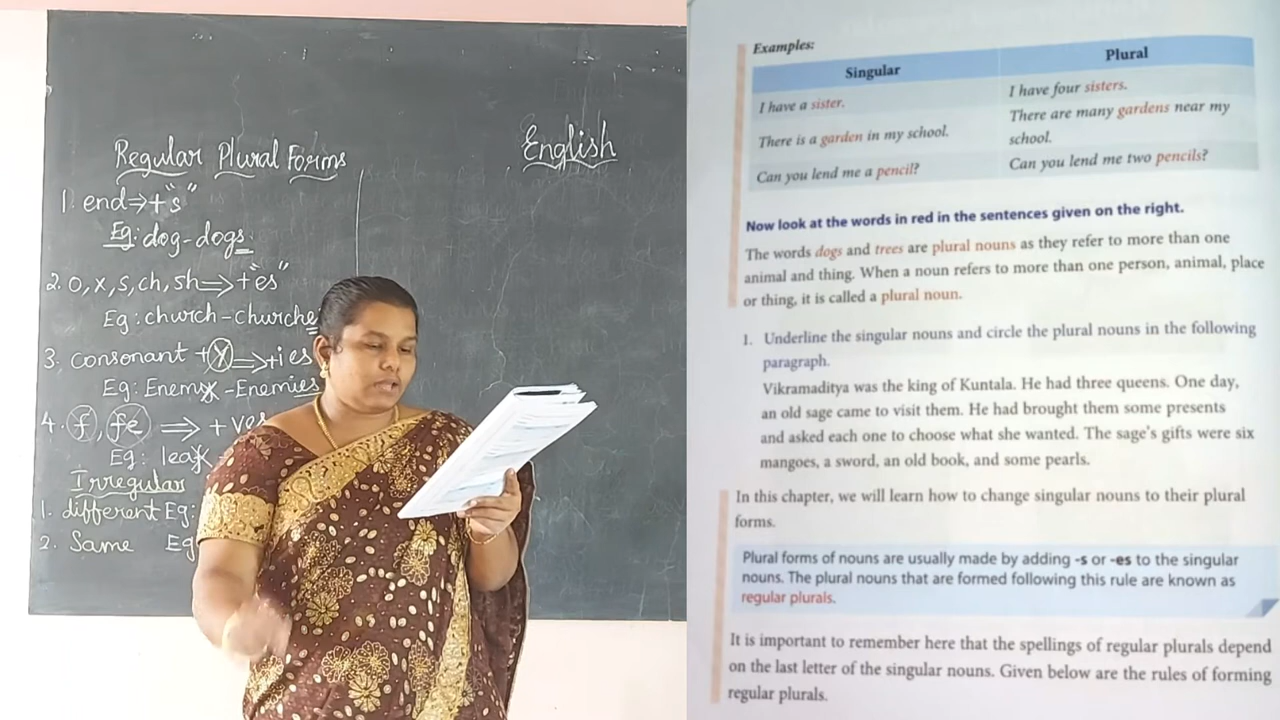 Regular Plural Forms
1. end⇒+"s"
Eg: dog-dogs.
2. o, x, s, ch, sh⇒+"es"
Eg: church-churche
3. consonant +y⇒+ies
Eg: Enemy-Enemies
4. f, fe ⇒ +ves
Eg: leaf
Irregular
1. different Eg:
2. Same Eg
English
Examples:
Singular Plural
I have a sister. I have four sisters.
There is a garden in my school. There are many gardens near my
school.
Can you lend me a pencil? Can you lend me two pencils?
Now look at the words in red in the sentences given on the right.
The words dogs and trees are plural nouns as they refer to more than one
animal and thing. When a noun refers to more than one person, animal, place
or thing, it is called a plural noun.
1. Underline the singular nouns and circle the plural nouns in the following
paragraph.
Vikramaditya was the king of Kuntala. He had three queens. One day,
an old sage came to visit them. He had brought them some presents
and asked each one to choose what she wanted. The sage's gifts were six
mangoes, a sword, an old book, and some pearls.
In this chapter, we will learn how to change singular nouns to their plural
forms.
Plural forms of nouns are usually made by adding -s or -es to the singular
nouns. The plural nouns that are formed following this rule are known as
regular plurals.
It is important to remember here that the spellings of regular plurals depend
on the last letter of the singular nouns. Given below are the rules of forming
regular plurals.